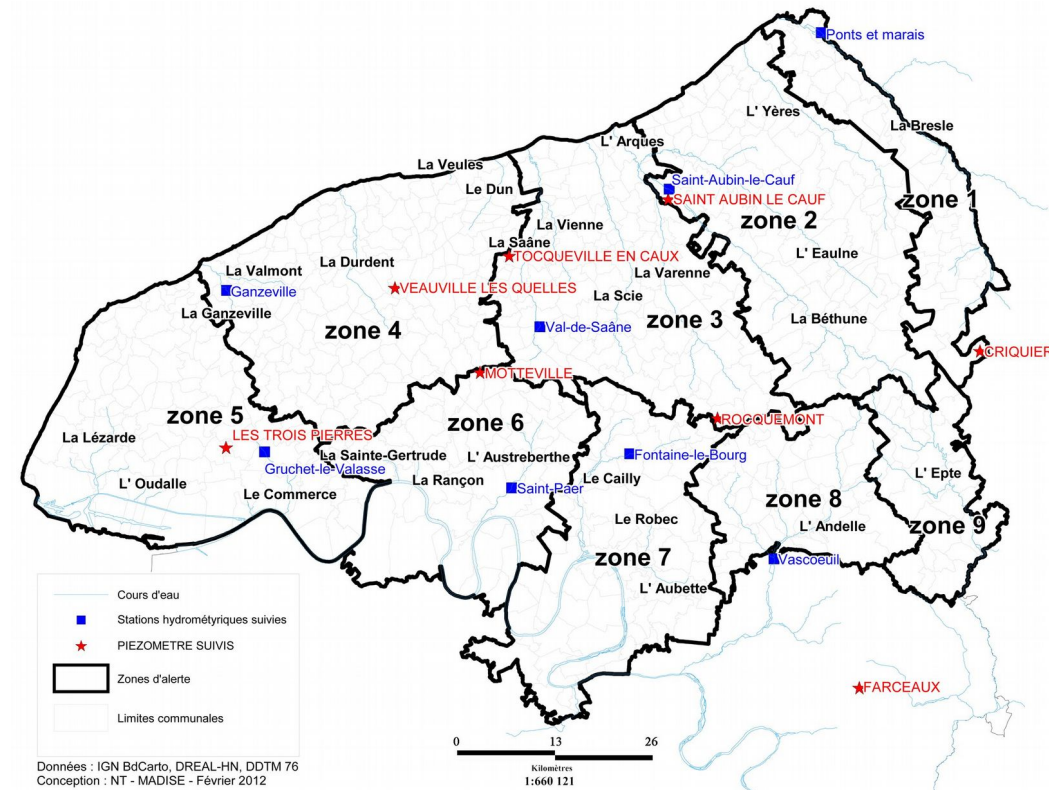 Ponts et marais
L' Yères
La Bresle
L' Arques
La Veules
Saint-Aubin-le-Cauf
Le Dun
SAINT AUBIN LE CAUF
zone 1
zone 2
La Vienne
La Saâne
TOCQUEVILLE EN CAUX
L' Eaulne
La Durdent
La Valmont
La Varenne
VEAUVILLE LES QUELLES
Ganzeville
La Scie
La Ganzeville
zone 4
Val-de-Saâne
zone 3
La Béthune
CRIQUIER
MOTTEVILLE
zone 5
zone 6
ROCQUEMONT
La Lézarde
LES TROIS PIERRES
La Sainte-Gertrude
L' Austreberthe
Fontaine-le-Bourg
Gruchet-le-Valasse
L' Epte
L' Oudalle
Le Commerce
La Rançon
Saint-Paer
Le Cailly
zone 8
Le Robec
L' Andelle
zone 9
zone 7
Vascoeuil
L' Aubette
Cours d'eau
Stations hydrométyriques suivies
PIEZOMETRE SUIVIS
Zones d'alerte
Limites communales
FARCEAUX
0 13 26
Kilomètres
1:660 121
Données : IGN BdCarto, DREAL-HN, DDTM 76
Conception : NT - MADISE - Février 2012